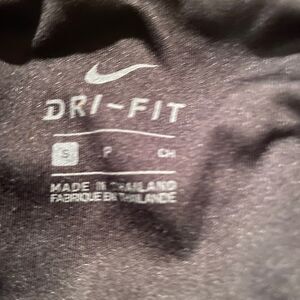 DRI-FIT
S P CH
MADE IN THAILAND
FABRIQUE EN THAILANDE